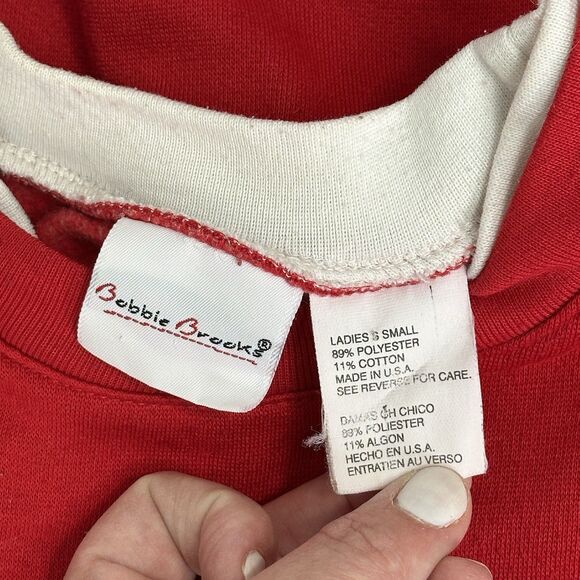 Bobbie Brooks®
LADIES S SMALL
89% POLYESTER
11% COTTON
MADE IN U.S.A.
SEE REVERSE FOR CARE.
DAMAS CH CHICO
89% POLIESTER
11% ALGON
HECHO EN U.S.A.
ENTRATIEN AU VERSO